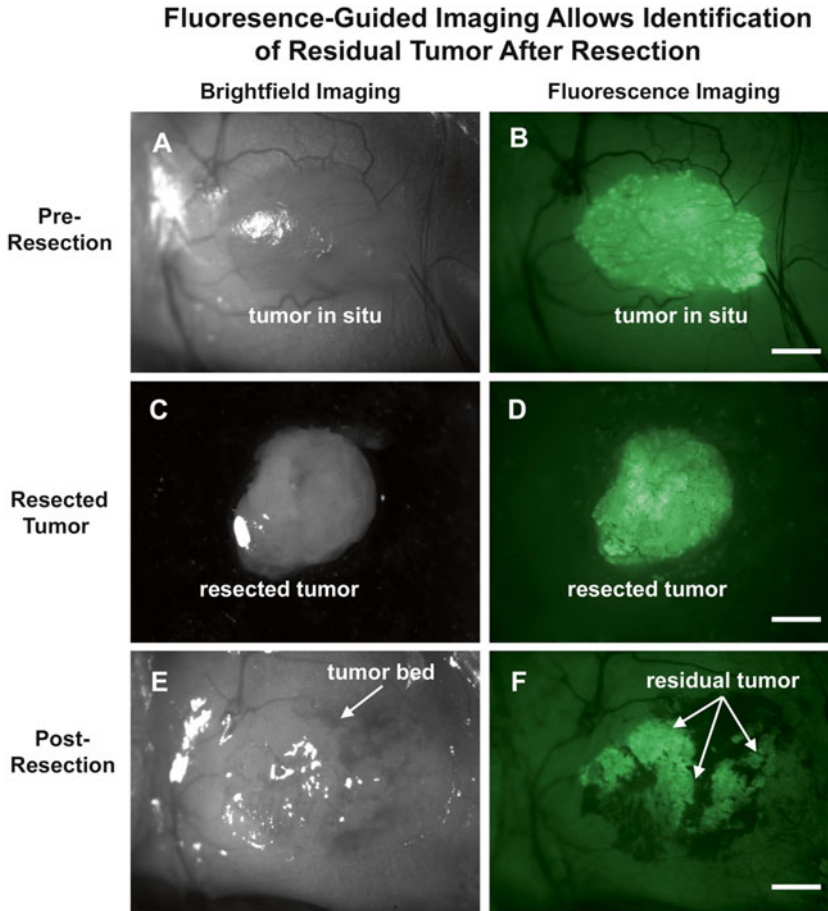 Fluoresence-Guided Imaging Allows Identification
of Residual Tumor After Resection
Brightfield Imaging
Fluorescence Imaging
Pre-
Resection
A
tumor in situ
B
tumor in situ
Resected
Tumor
C
resected tumor
D
resected tumor
Post-
Resection
E
tumor bed
F
residual tumor